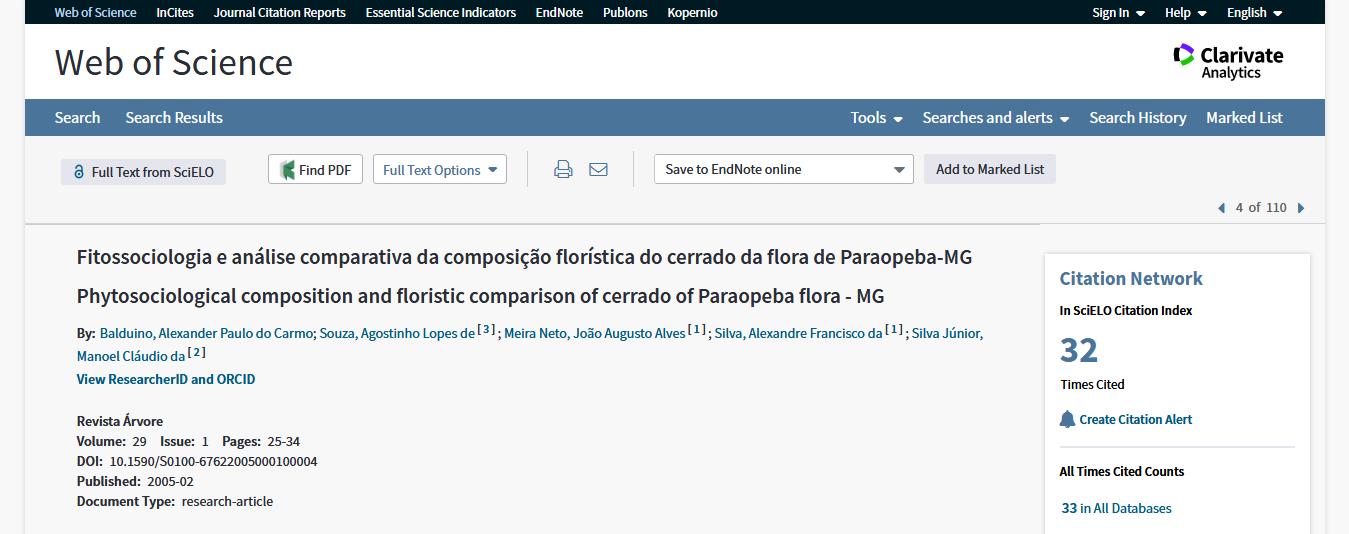 Web of Science InCites Journal Citation Reports Essential Science Indicators EndNote Publons Kopernio Sign In Help English
Web of Science
Clarivate
Analytics
Search Search Results Tools Searches and alerts Search History Marked List
Full Text from SciELO Find PDF Full Text Options Save to EndNote online Add to Marked List
4 of 110
Fitossociologia e análise comparativa da composição florística do cerrado da flora de Paraopeba-MG
Phytosociological composition and floristic comparison of cerrado of Paraopeba flora - MG
By: Balduino, Alexander Paulo do Carmo; Souza, Agostinho Lopes de [3]; Meira Neto, João Augusto Alves [1]; Silva, Alexandre Francisco da [1]; Silva Júnior,
Manoel Cláudio da [2]
View ResearcherID and ORCID
Revista Árvore
Volume: 29 Issue: 1 Pages: 25-34
DOI: 10.1590/S0100-67622005000100004
Published: 2005-02
Document Type: research-article
Citation Network
In SciELO Citation Index
32
Times Cited
Create Citation Alert
All Times Cited Counts
33 in All Databases